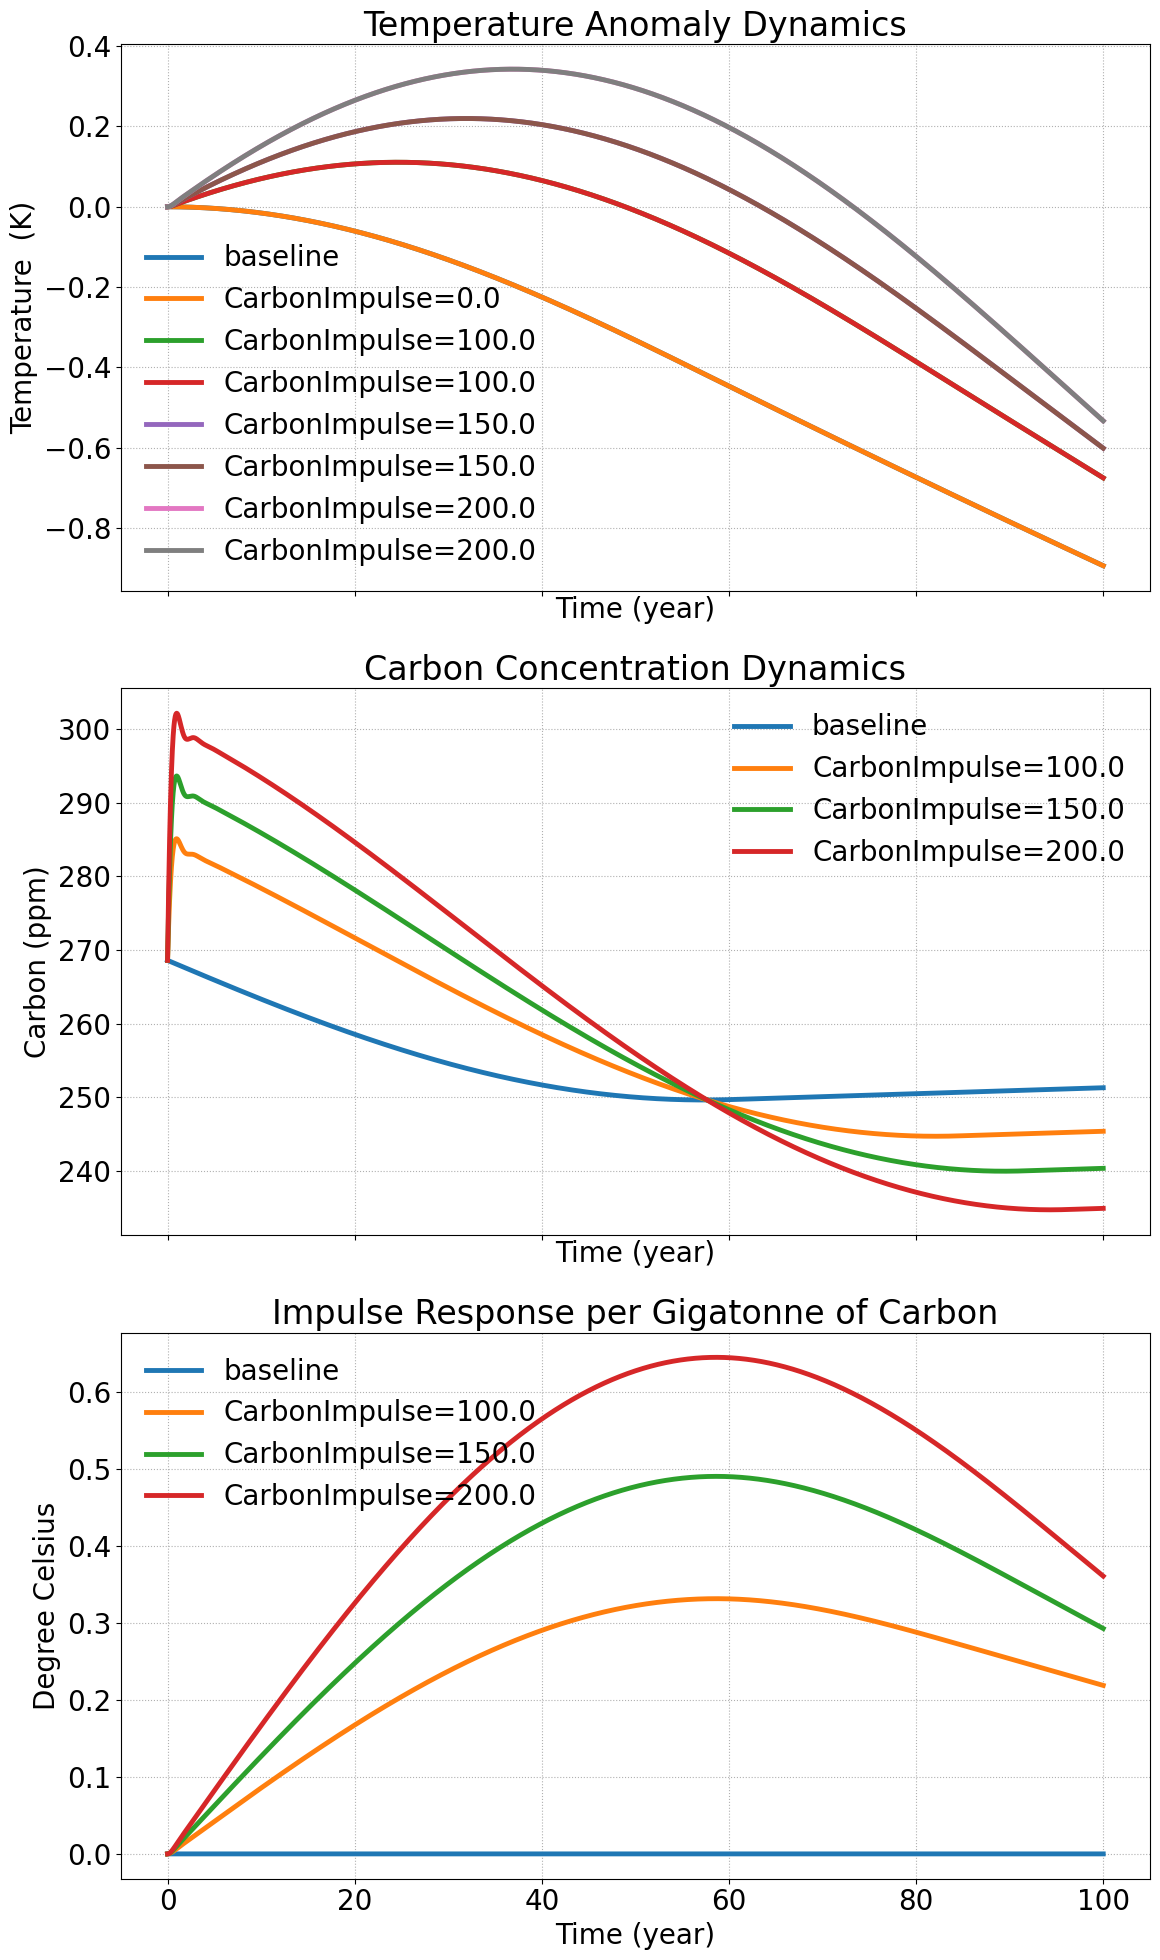 Temperature Anomaly Dynamics
0.4
0.2
0.0
−0.2
−0.4
−0.6
−0.8
Temperature (K)
baseline
CarbonImpulse=0.0
CarbonImpulse=100.0
CarbonImpulse=100.0
CarbonImpulse=150.0
CarbonImpulse=150.0
CarbonImpulse=200.0
CarbonImpulse=200.0
Time (year)
Carbon Concentration Dynamics
300
290
280
270
260
250
240
Carbon (ppm)
baseline
CarbonImpulse=100.0
CarbonImpulse=150.0
CarbonImpulse=200.0
Time (year)
Impulse Response per Gigatonne of Carbon
0.6
0.5
0.4
0.3
0.2
0.1
0.0
Degree Celsius
baseline
CarbonImpulse=100.0
CarbonImpulse=150.0
CarbonImpulse=200.0
0 20 40 60 80 100
Time (year)